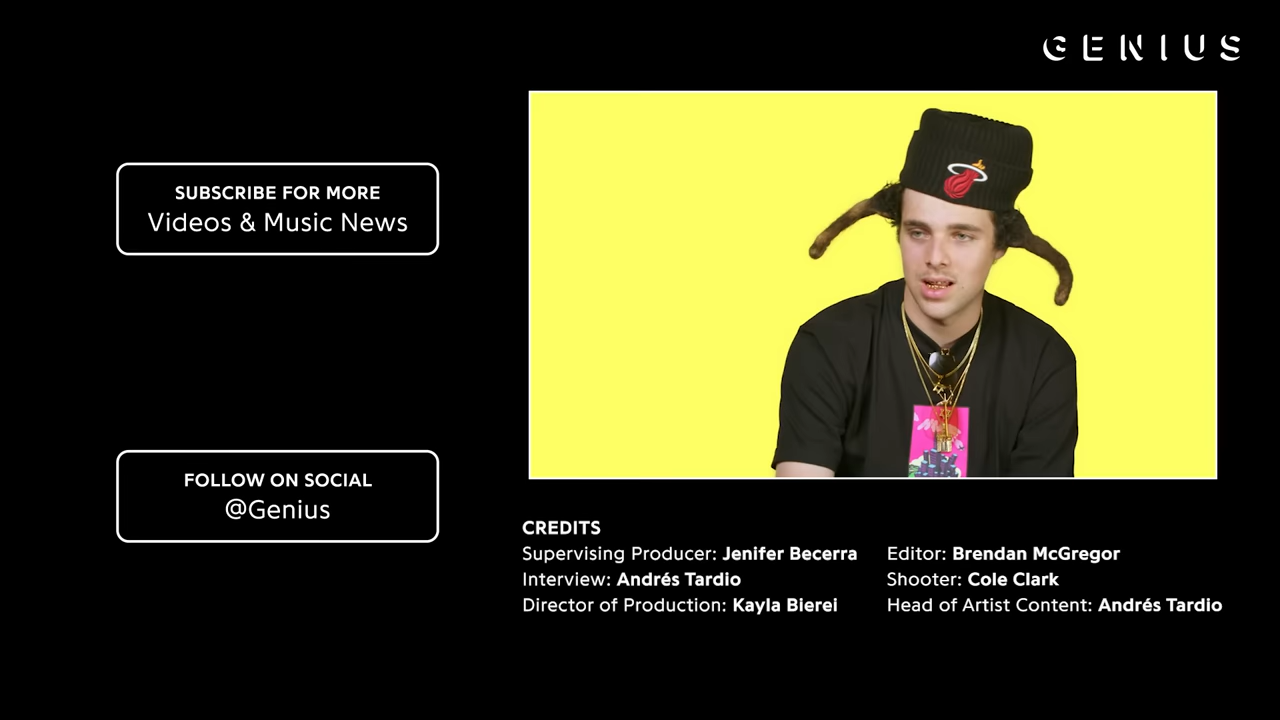 GENIUS
SUBSCRIBE FOR MORE
Videos & Music News
FOLLOW ON SOCIAL
@Genius
CREDITS
Supervising Producer: Jenifer Becerra
Interview: Andrés Tardio
Director of Production: Kayla Bierei
Editor: Brendan McGregor
Shooter: Cole Clark
Head of Artist Content: Andrés Tardio